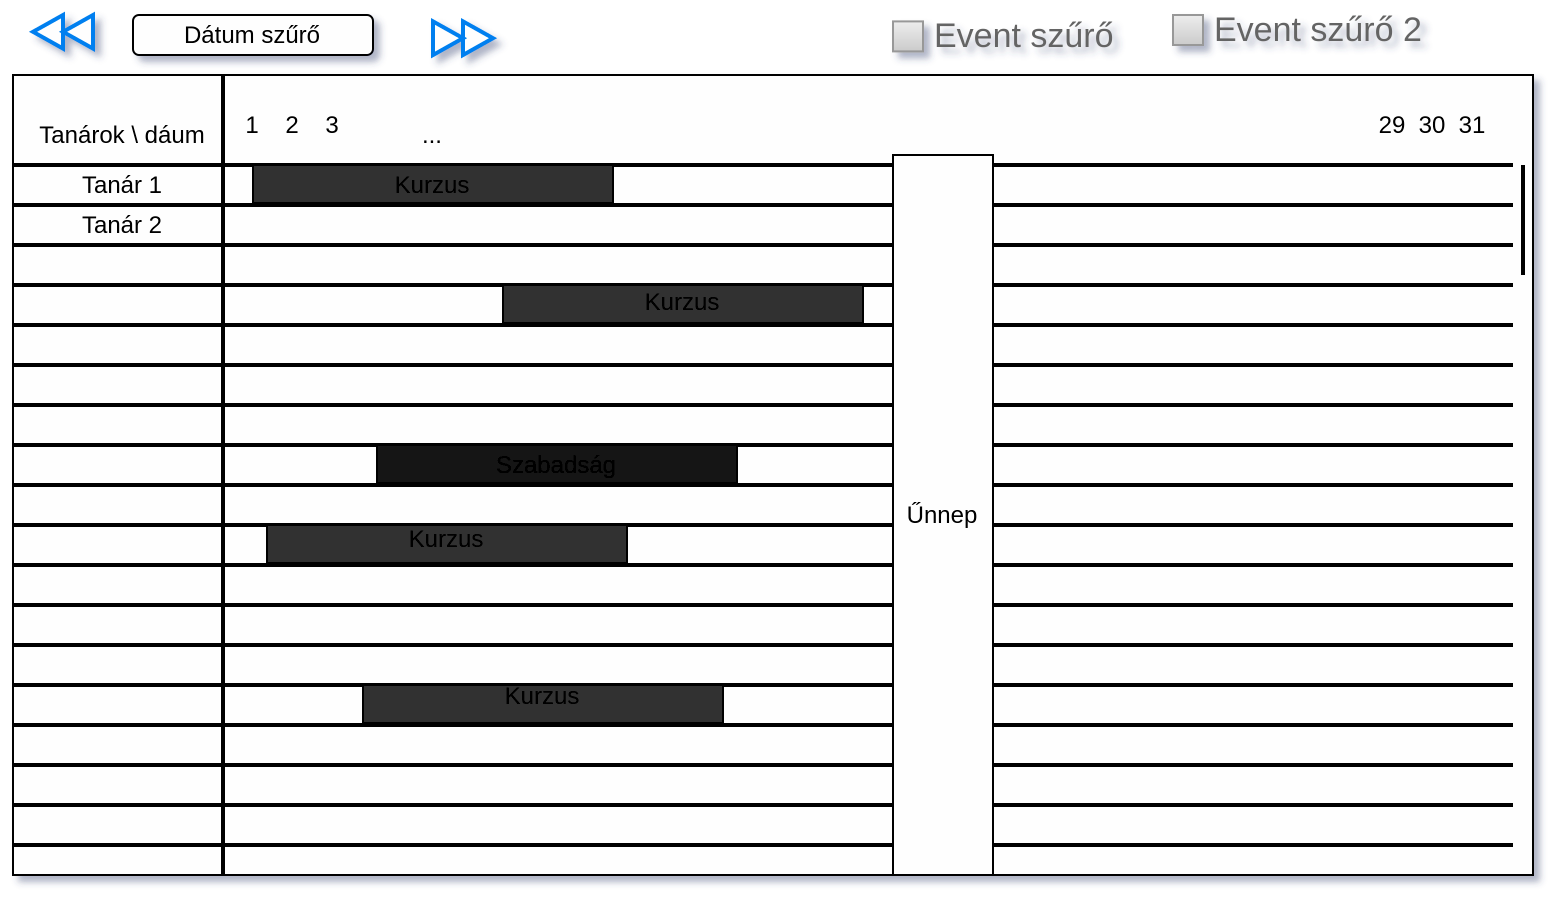 Dátum szűrő
Event szűrő
Event szűrő 2
Tanárok \ dáum
1 2 3 ... 29 30 31
Tanár 1
Kurzus
Tanár 2
Kurzus
Szabadság
Űnnep
Kurzus
Kurzus